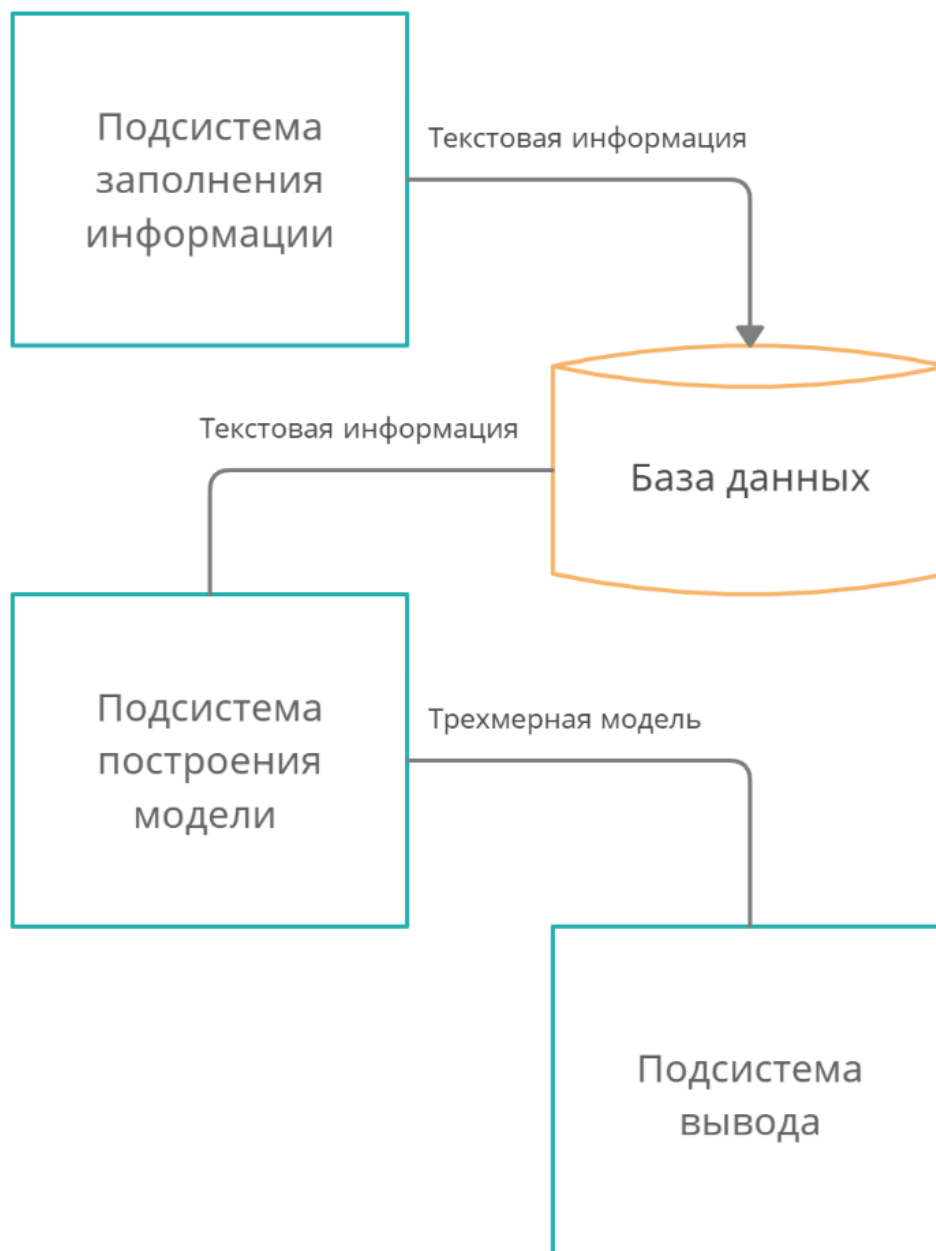 Подсистема
заполнения
информации
Текстовая информация
База данных
Текстовая информация
Подсистема
построения
модели
Трехмерная модель
Подсистема
вывода